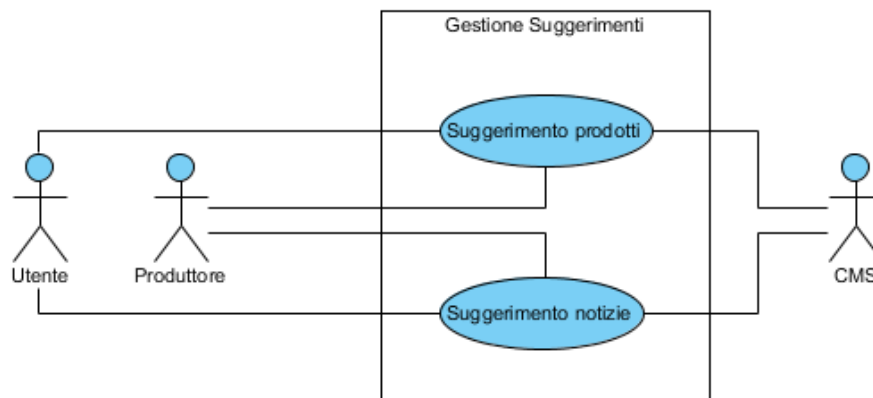 Gestione Suggerimenti
Suggerimento prodotti
Utente
Produttore
CMS
Suggerimento notizie